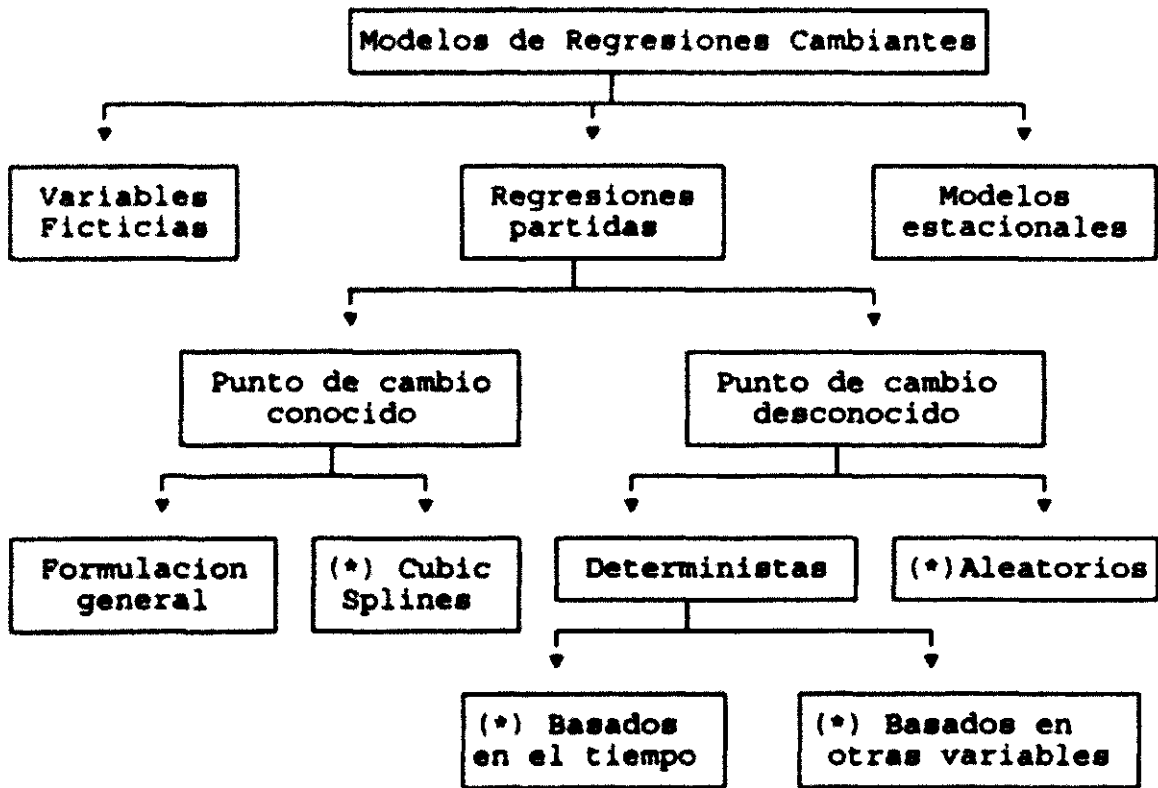 Modelos de Regresiones Cambiantes
Variables
Ficticias
Regresiones
partidas
Modelos
estacionales
Punto de cambio
conocido
Punto de cambio
desconocido
Formulacion
general
(*) Cubic
Splines
Deterministas
(*)Aleatorios
(*) Basados
en el tiempo
(*) Basados en
otras variables